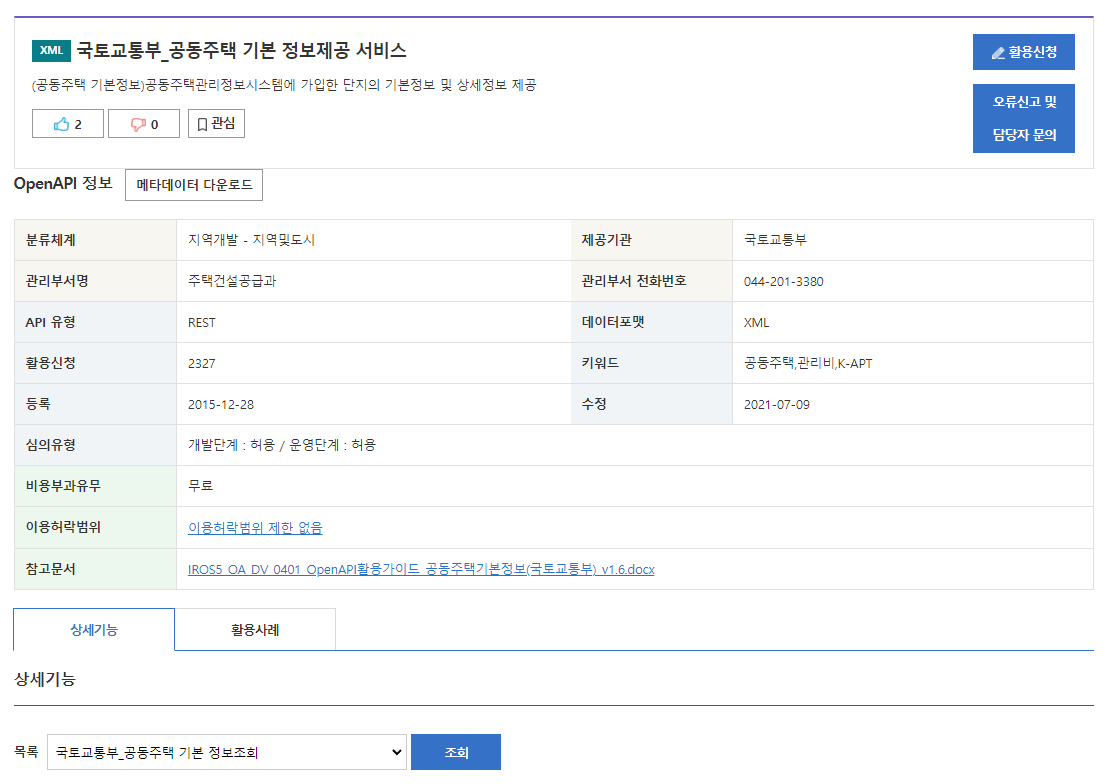 XML 국토교통부_공동주택 기본 정보제공 서비스
활용신청
(공동주택 기본정보)공동주택관리정보시스템에 가입한 단지의 기본정보 및 상세정보 제공
오류신고 및
담당자 문의
2 0 관심
OpenAPI 정보 메타데이터 다운로드
분류체계 지역개발 - 지역및도시 제공기관 국토교통부
관리부서명 주택건설공급과 관리부서 전화번호 044-201-3380
API 유형 REST 데이터포맷 XML
활용신청 2327 키워드 공동주택,관리비,K-APT
등록 2015-12-28 수정 2021-07-09
심의유형 개발단계 : 허용 / 운영단계 : 허용
비용부과유무 무료
이용허락범위 이용허락범위 제한 없음
참고문서 IROS5_OA_DV_0401_OpenAPI활용가이드_공동주택기본정보(국토교통부)_v1.6.docx
상세기능 활용사례
상세기능
목록 국토교통부_공동주택 기본 정보조회 조회